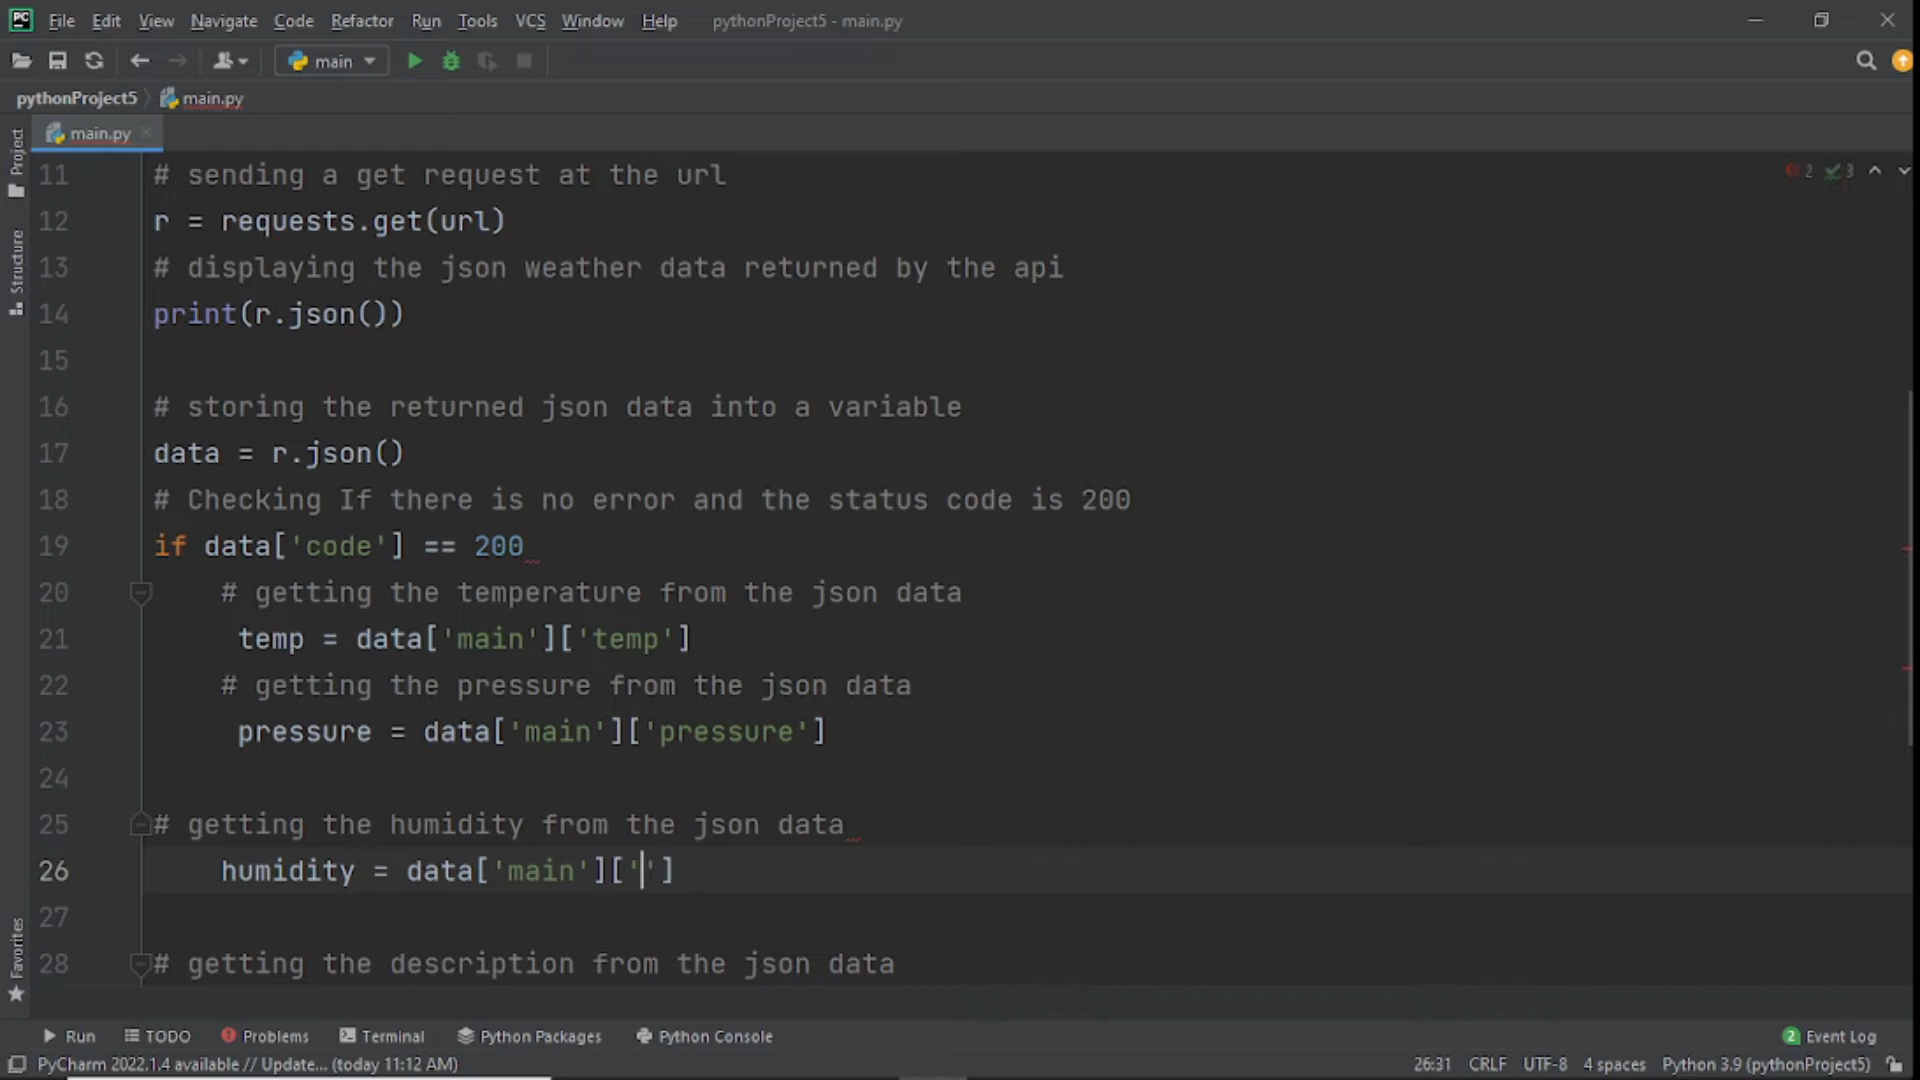 PC File Edit View Navigate Code Refactor Run Tools VCS Window Help pythonProject5 - main.py
main
pythonProject5 main.py
main.py
Project
Structure
Favorites
2 3
11 # sending a get request at the url
12 r = requests.get(url)
13 # displaying the json weather data returned by the api
14 print(r.json())
15
16 # storing the returned json data into a variable
17 data = r.json()
18 # Checking If there is no error and the status code is 200
19 if data['code'] == 200
20 # getting the temperature from the json data
21 temp = data['main']['temp']
22 # getting the pressure from the json data
23 pressure = data['main']['pressure']
24
25 # getting the humidity from the json data
26 humidity = data['main']['']
27
28 # getting the description from the json data
Run TODO Problems Terminal Python Packages Python Console 2 Event Log
PyCharm 2022.1.4 available // Update... (today 11:12 AM) 26:31 CRLF UTF-8 4 spaces Python 3.9 (pythonProject5)